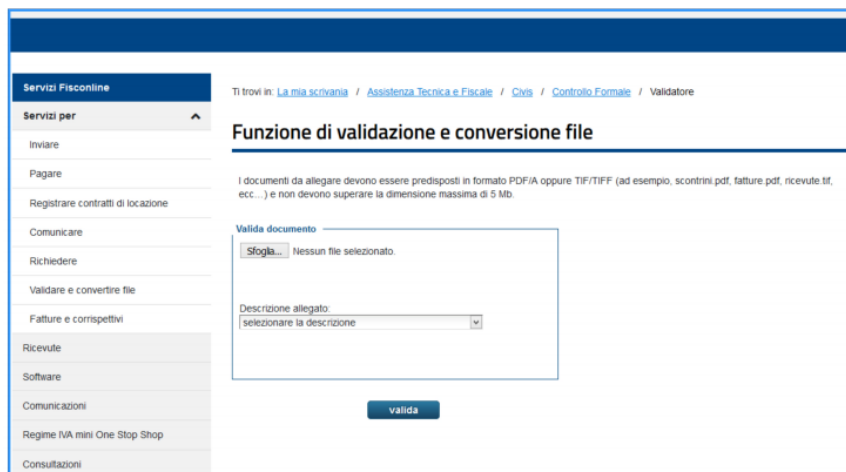 Servizi Fisconline
Servizi per
Inviare
Pagare
Registrare contratti di locazione
Comunicare
Richiedere
Validare e convertire file
Fatture e corrispettivi
Ricevute
Software
Comunicazioni
Regime IVA mini One Stop Shop
Consultazioni
Ti trovi in: La mia scrivania / Assistenza Tecnica e Fiscale / Civis / Controllo Formale / Validatore
Funzione di validazione e conversione file
I documenti da allegare devono essere predisposti in formato PDF/A oppure TIF/TIFF (ad esempio, scontrini.pdf, fatture.pdf, ricevute.tif,
ecc...) e non devono superare la dimensione massima di 5 Mb.
Valida documento
Sfoglia... Nessun file selezionato.
Descrizione allegato:
selezionare la descrizione
valida